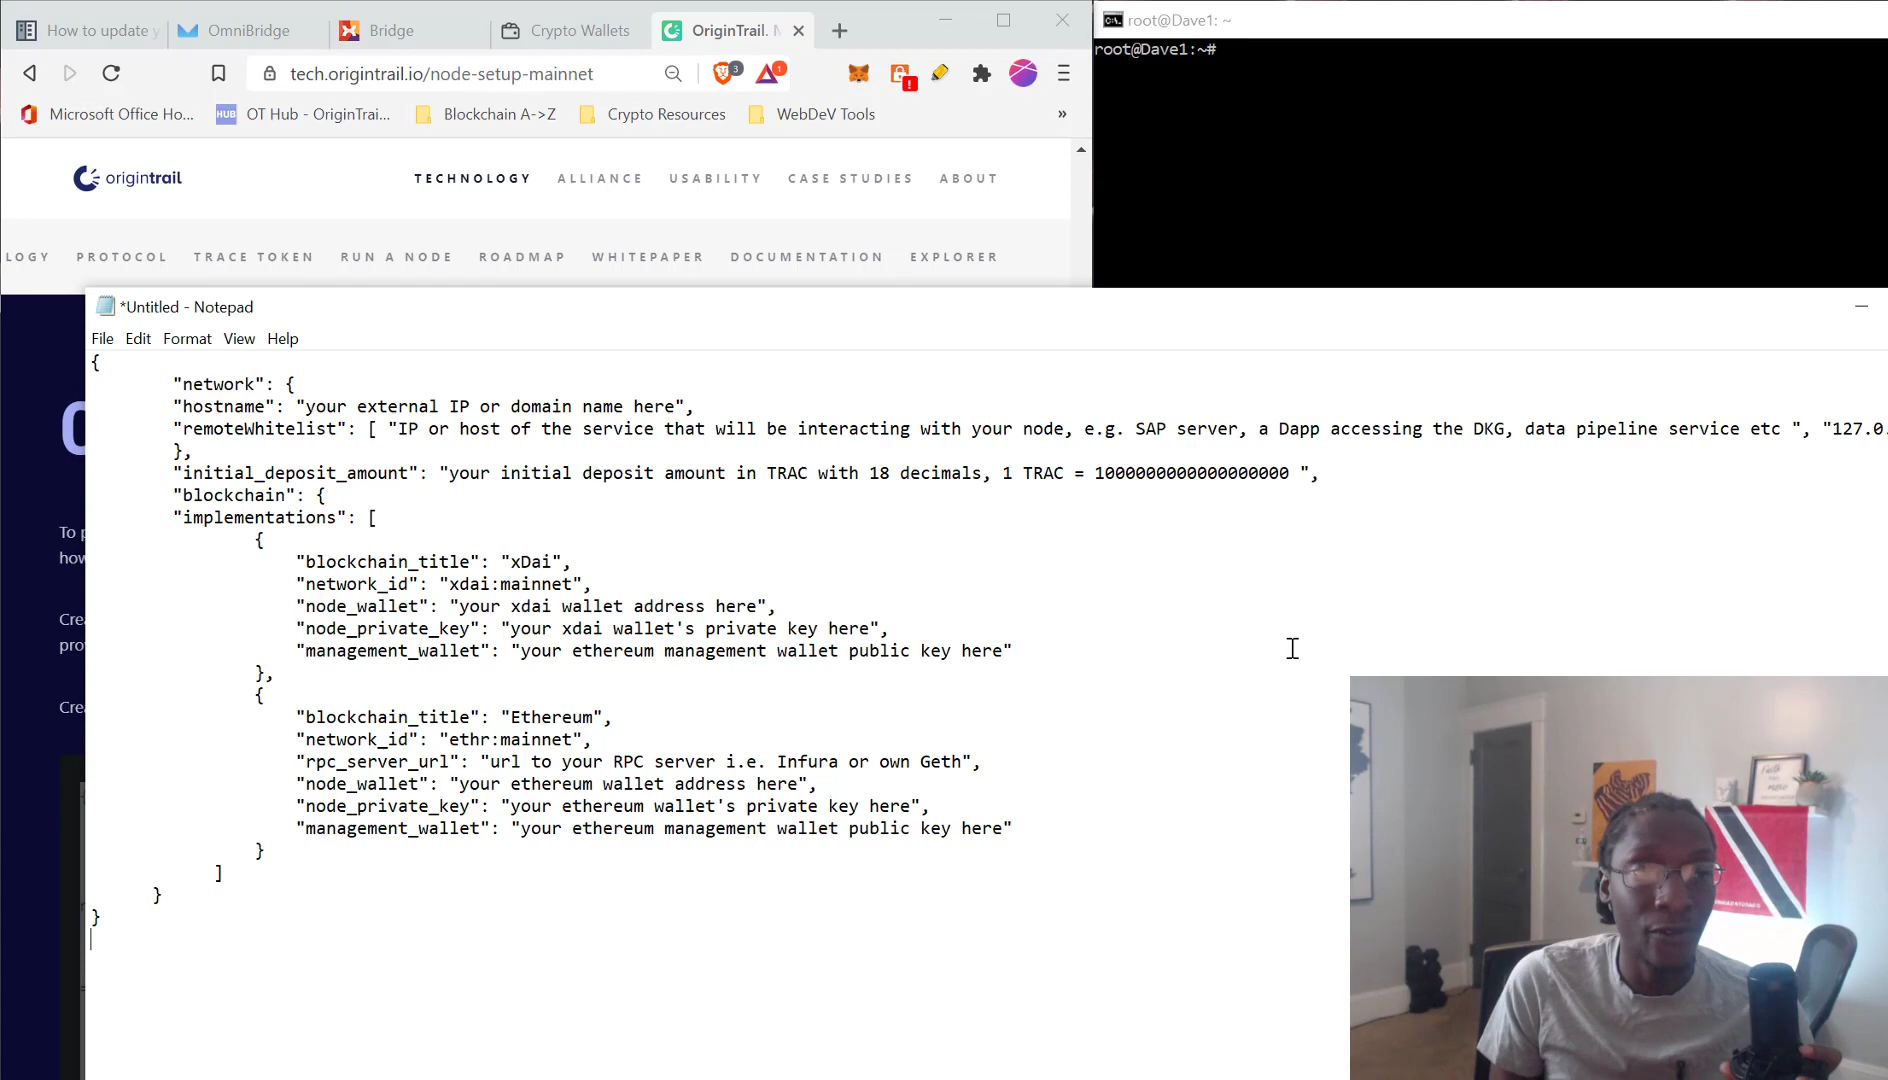 How to update y
OmniBridge
Bridge
Crypto Wallets
OriginTrail. N
root@Dave1: ~
root@Dave1:~#
tech.origintrail.io/node-setup-mainnet
3
1
Microsoft Office Ho...
HUB
OT Hub - OriginTrai...
Blockchain A->Z
Crypto Resources
WebDEV Tools
»
origintrail
TECHNOLOGY
ALLIANCE
USABILITY
CASE STUDIES
ABOUT
LOGY
PROTOCOL
TRACE TOKEN
RUN A NODE
ROADMAP
WHITEPAPER
DOCUMENTATION
EXPLORER
*Untitled - Notepad
File Edit Format View Help
{
"network": {
"hostname": "your external IP or domain name here",
"remoteWhitelist": [ "IP or host of the service that will be interacting with your node, e.g. SAP server, a Dapp accessing the DKG, data pipeline service etc ", "127.0.
},
"initial_deposit_amount": "your initial deposit amount in TRAC with 18 decimals, 1 TRAC = 1000000000000000000 ",
"blockchain": {
"implementations": [
{
"blockchain_title": "xDai",
"network_id": "xdai:mainnet",
"node_wallet": "your xdai wallet address here",
"node_private_key": "your xdai wallet's private key here",
"management_wallet": "your ethereum management wallet public key here"
},
{
"blockchain_title": "Ethereum",
"network_id": "ethr:mainnet",
"rpc_server_url": "url to your RPC server i.e. Infura or own Geth",
"node_wallet": "your ethereum wallet address here",
"node_private_key": "your ethereum wallet's private key here",
"management_wallet": "your ethereum management wallet public key here"
}
]
}
}
To p
how
Crea
prov
Crea